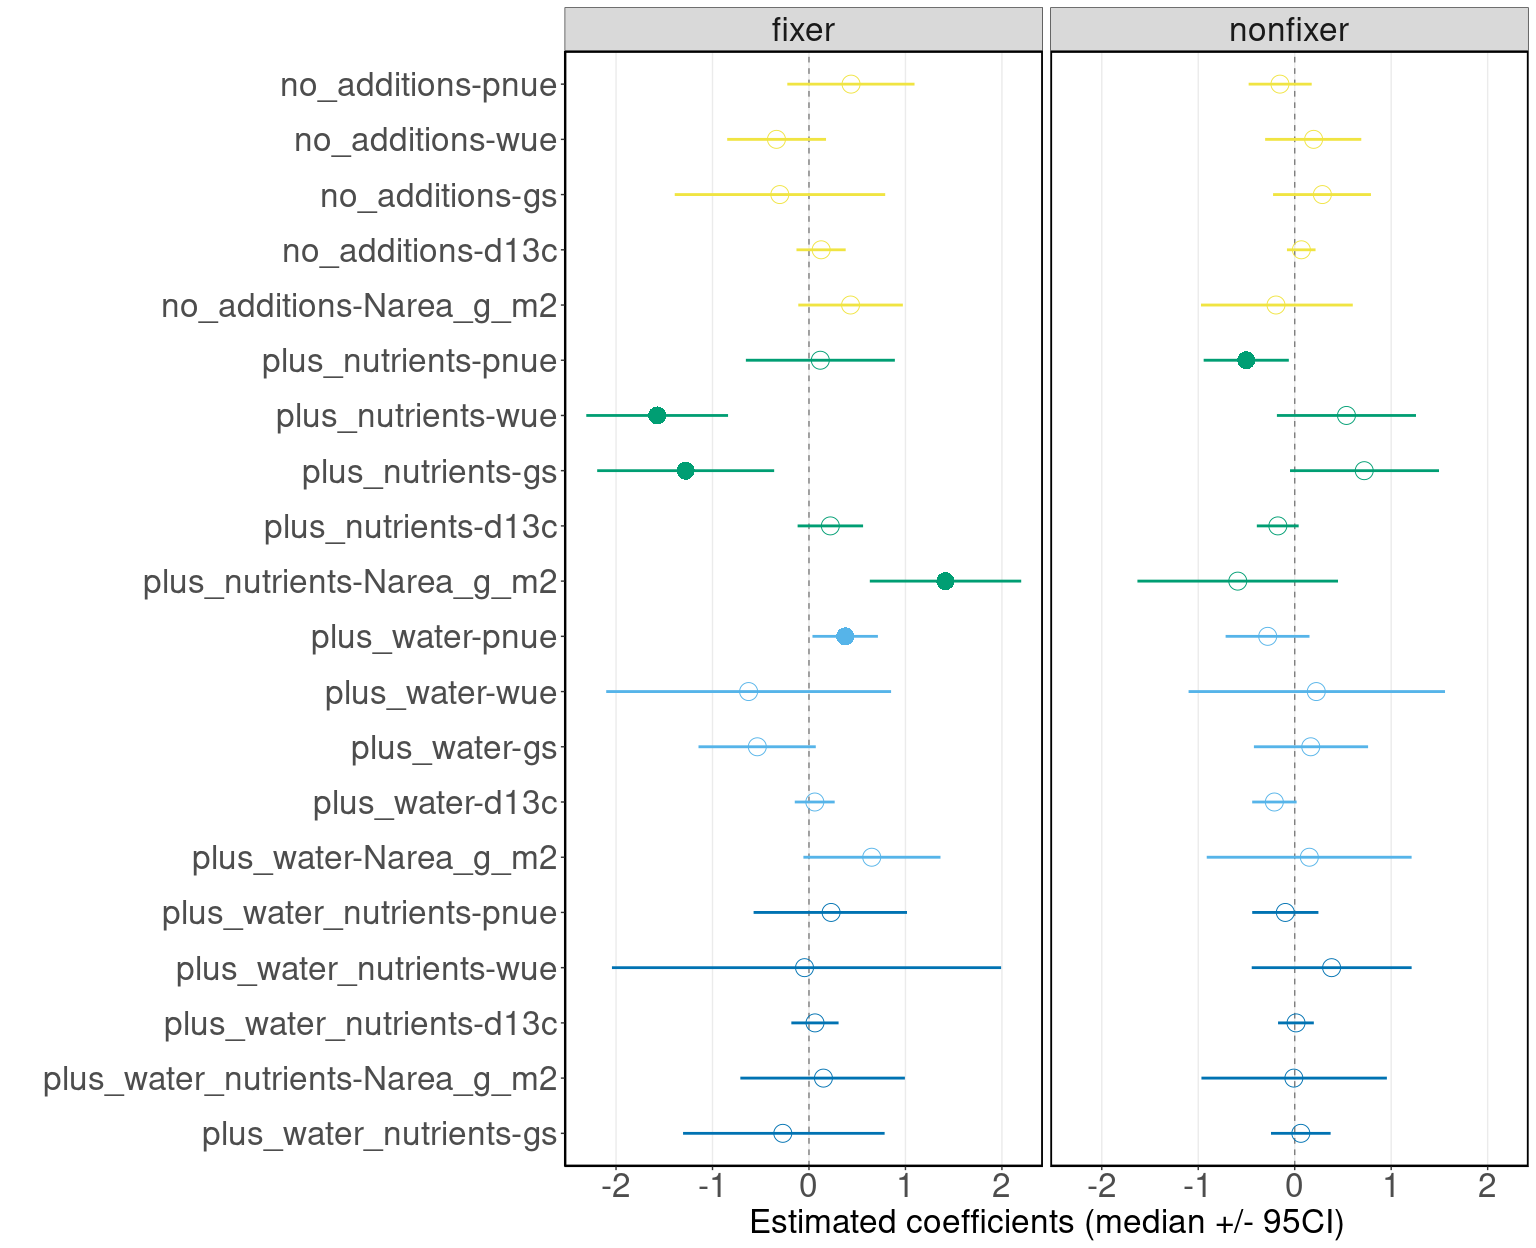 fixer
nonfixer
no_additions-pnue
no_additions-wue
no_additions-gs
no_additions-d13c
no_additions-Narea_g_m2
plus_nutrients-pnue
plus_nutrients-wue
plus_nutrients-gs
plus_nutrients-d13c
plus_nutrients-Narea_g_m2
plus_water-pnue
plus_water-wue
plus_water-gs
plus_water-d13c
plus_water-Narea_g_m2
plus_water_nutrients-pnue
plus_water_nutrients-wue
plus_water_nutrients-d13c
plus_water_nutrients-Narea_g_m2
plus_water_nutrients-gs
-2 -1 0 1 2
-2 -1 0 1 2
Estimated coefficients (median +/- 95CI)